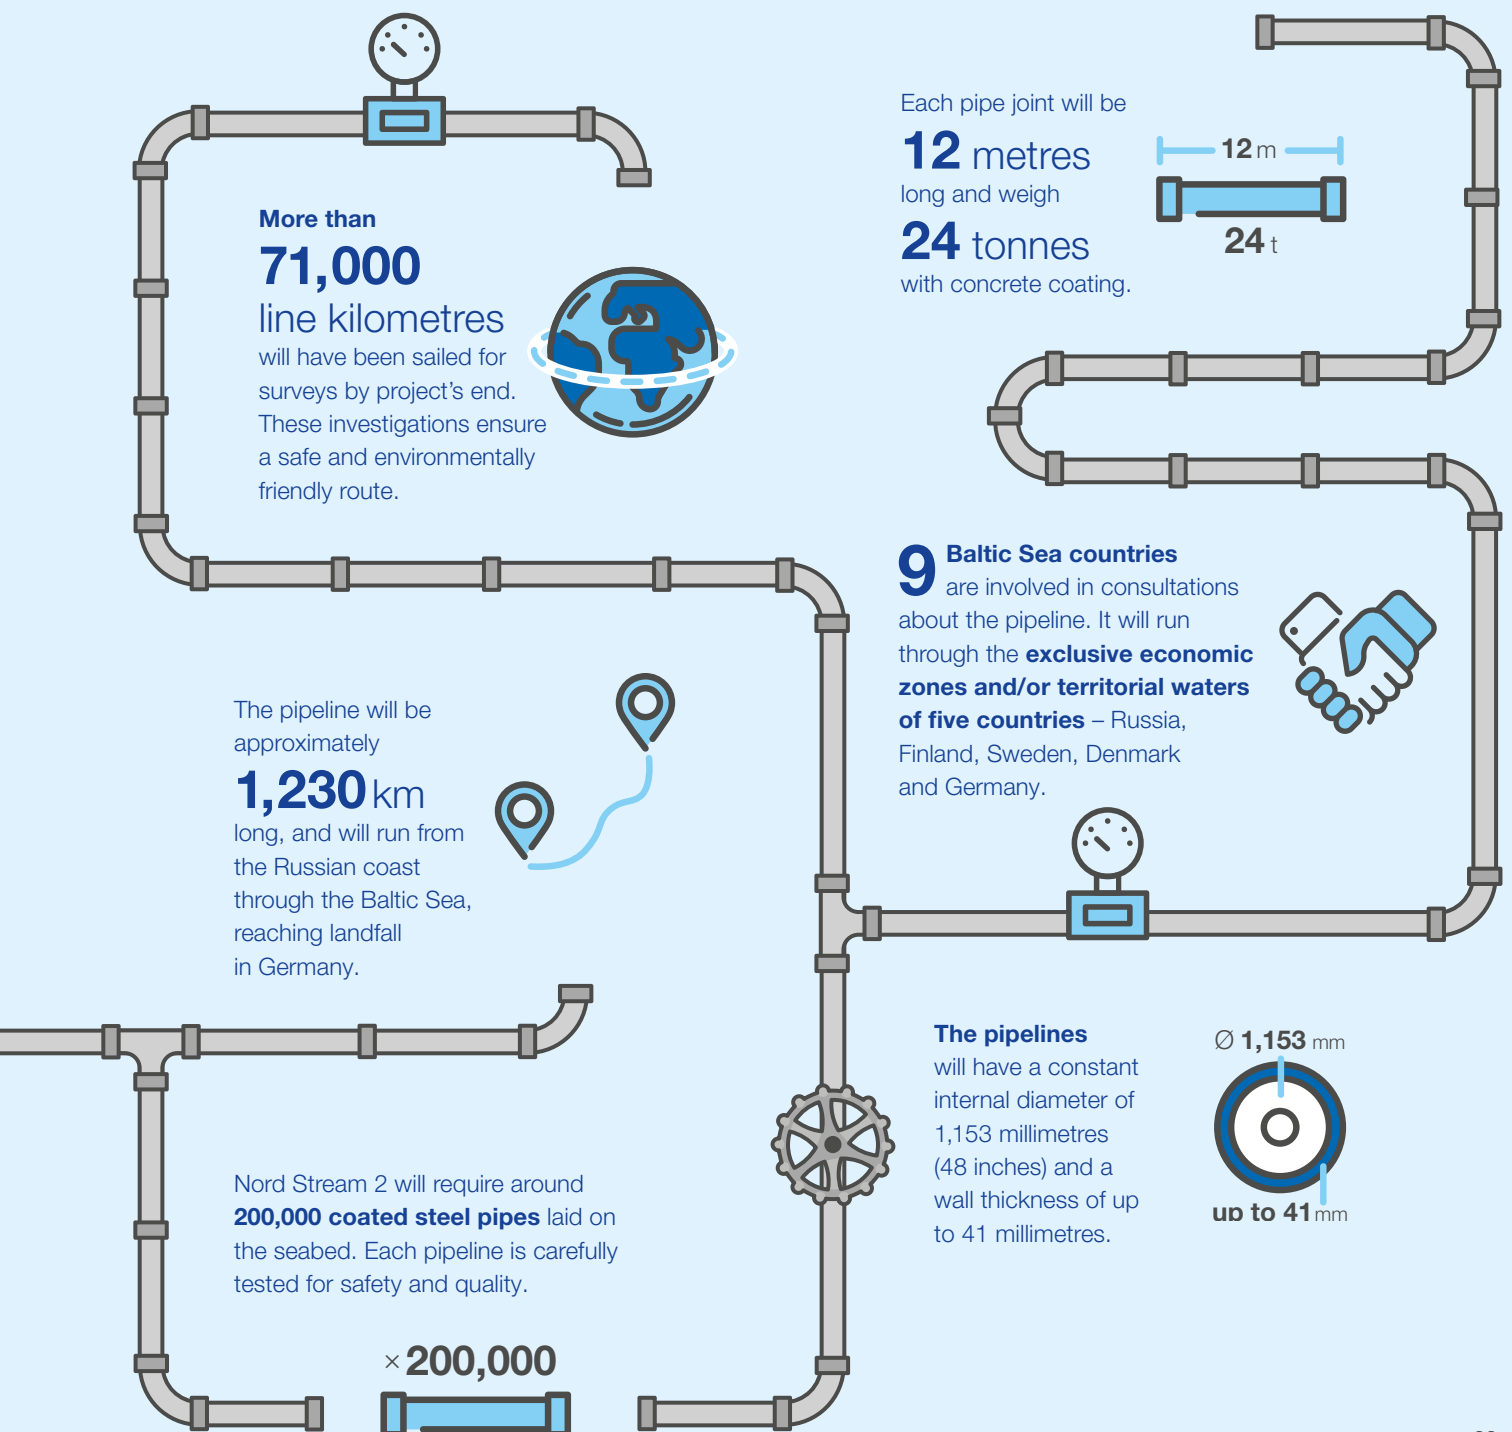 More than
71,000
line kilometres
will have been sailed for
surveys by project's end.
These investigations ensure
a safe and environmentally
friendly route.
The pipeline will be
approximately
1,230 km
long, and will run from
the Russian coast
through the Baltic Sea,
reaching landfall
in Germany.
Nord Stream 2 will require around
200,000 coated steel pipes laid on
the seabed. Each pipeline is carefully
tested for safety and quality.
× 200,000
Each pipe joint will be
12 metres
long and weigh
24 tonnes
with concrete coating.
12 m
24 t
9 Baltic Sea countries
are involved in consultations
about the pipeline. It will run
through the exclusive economic
zones and/or territorial waters
of five countries – Russia,
Finland, Sweden, Denmark
and Germany.
The pipelines
will have a constant
internal diameter of
1,153 millimetres
(48 inches) and a
wall thickness of up
to 41 millimetres.
Ø 1,153 mm
up to 41 mm